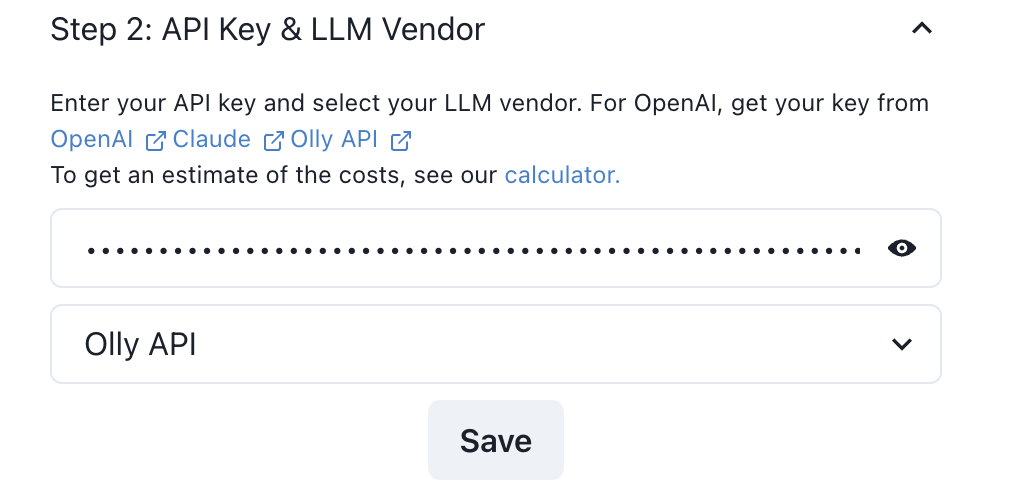 Step 2: API Key & LLM Vendor
Enter your API key and select your LLM vendor. For OpenAI, get your key from
OpenAI Claude Olly API
To get an estimate of the costs, see our calculator.
Olly API
Save